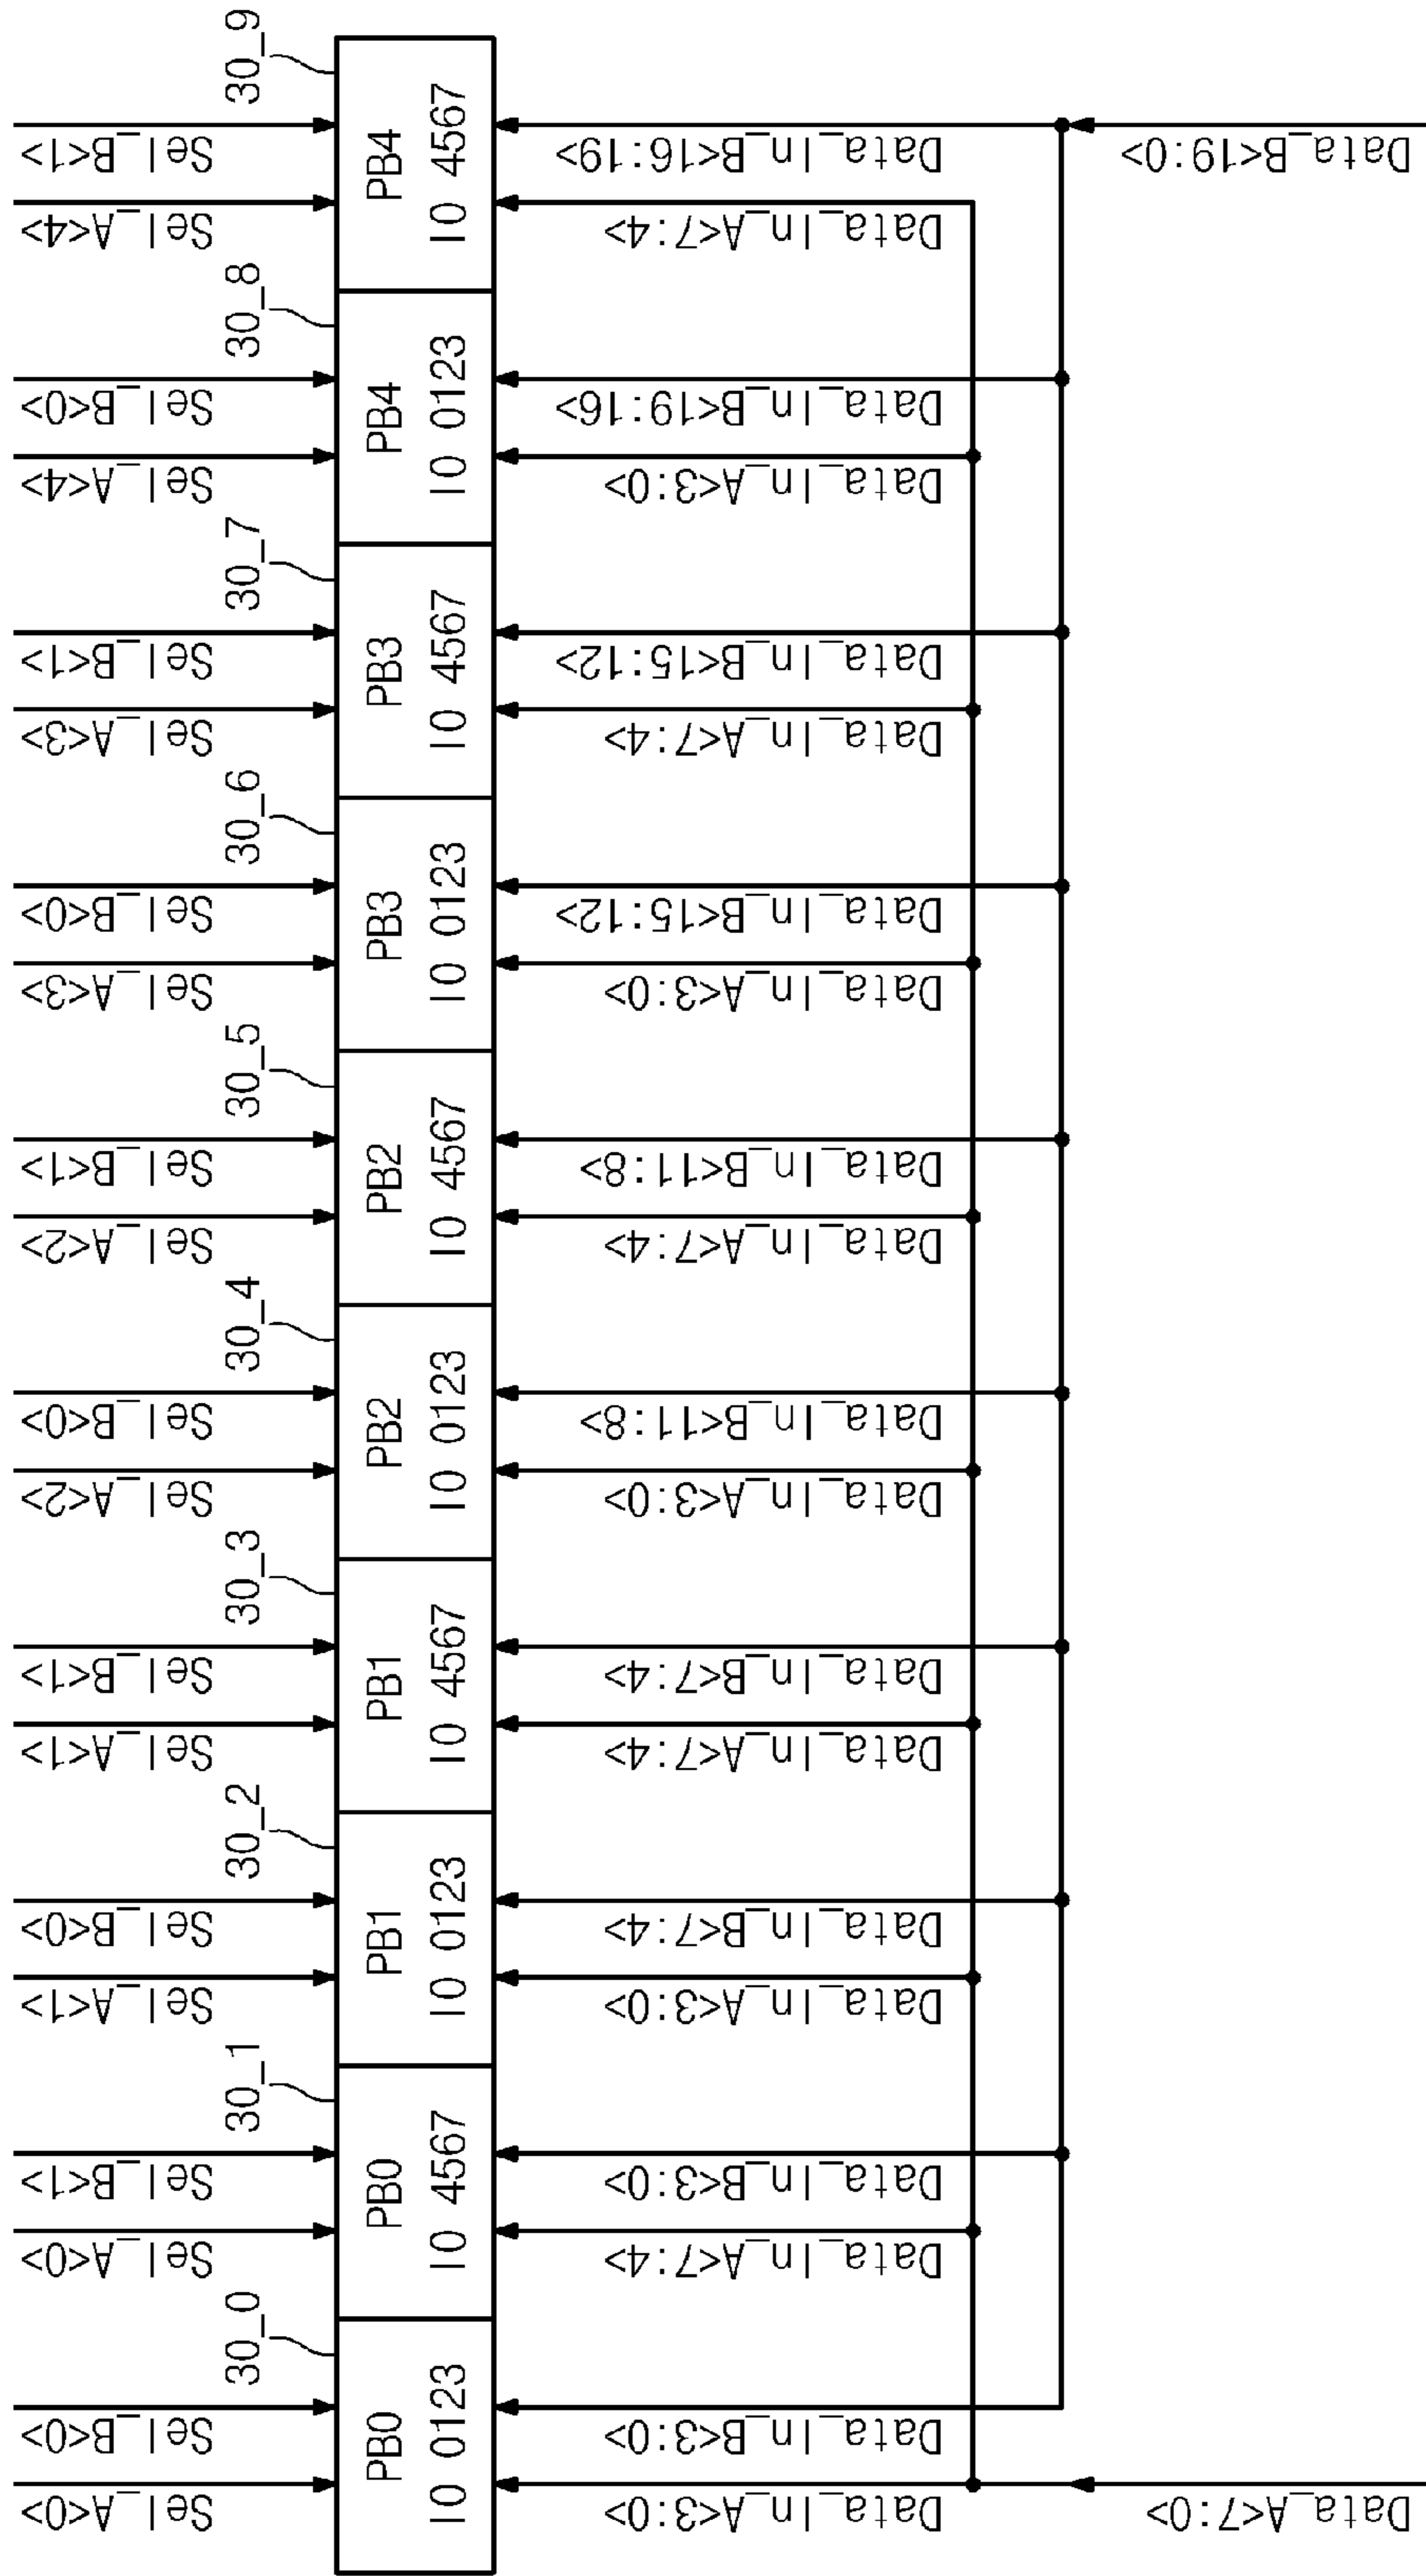 30_0
30_1
30_2
30_3
30_4
30_5
30_6
30_7
30_8
30_9
Sel_A<0>
Sel_B<0>
Sel_A<0>
Sel_B<1>
Sel_A<1>
Sel_B<0>
Sel_A<1>
Sel_B<1>
Sel_A<2>
Sel_B<0>
Sel_A<2>
Sel_B<1>
Sel_A<3>
Sel_B<0>
Sel_A<3>
Sel_B<1>
Sel_A<4>
Sel_B<0>
Sel_A<4>
Sel_B<1>
PB0
IO 0123
PB0
IO 4567
PB1
IO 0123
PB1
IO 4567
PB2
IO 0123
PB2
IO 4567
PB3
IO 0123
PB3
IO 4567
PB4
IO 0123
PB4
IO 4567
Data_In_A<3:0>
Data_In_B<3:0>
Data_In_A<7:4>
Data_In_B<3:0>
Data_In_A<3:0>
Data_In_B<7:4>
Data_In_A<7:4>
Data_In_B<7:4>
Data_In_A<3:0>
Data_In_B<11:8>
Data_In_A<7:4>
Data_In_B<11:8>
Data_In_A<3:0>
Data_In_B<15:12>
Data_In_A<7:4>
Data_In_B<15:12>
Data_In_A<3:0>
Data_In_B<19:16>
Data_In_A<7:4>
Data_In_B<16:19>
Data_A<7:0>
Data_B<19:0>